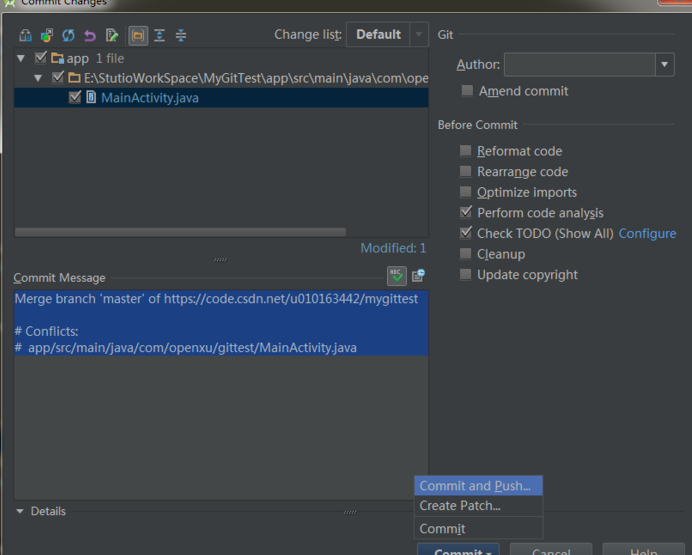 Commit Changes
Change list: Default
Git
app 1 file
Author:
E:\StutioWorkSpace\MyGitTest\app\src\main\java\com\ope
Amend commit
MainActivity.java
Before Commit
Reformat code
Rearrange code
Optimize imports
Perform code analysis
Check TODO (Show All) Configure
Modified: 1
Cleanup
Commit Message
Update copyright
Merge branch 'master' of https://code.csdn.net/u010163442/mygittest
# Conflicts:
# app/src/main/java/com/openxu/gittest/MainActivity.java
Commit and Push...
Create Patch...
Details
Commit
Commit
Cancel
Help